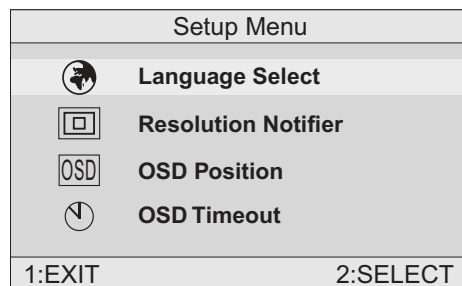 Setup Menu
Language Select
Resolution Notifier
OSD OSD Position
OSD Timeout
1:EXIT 2:SELECT